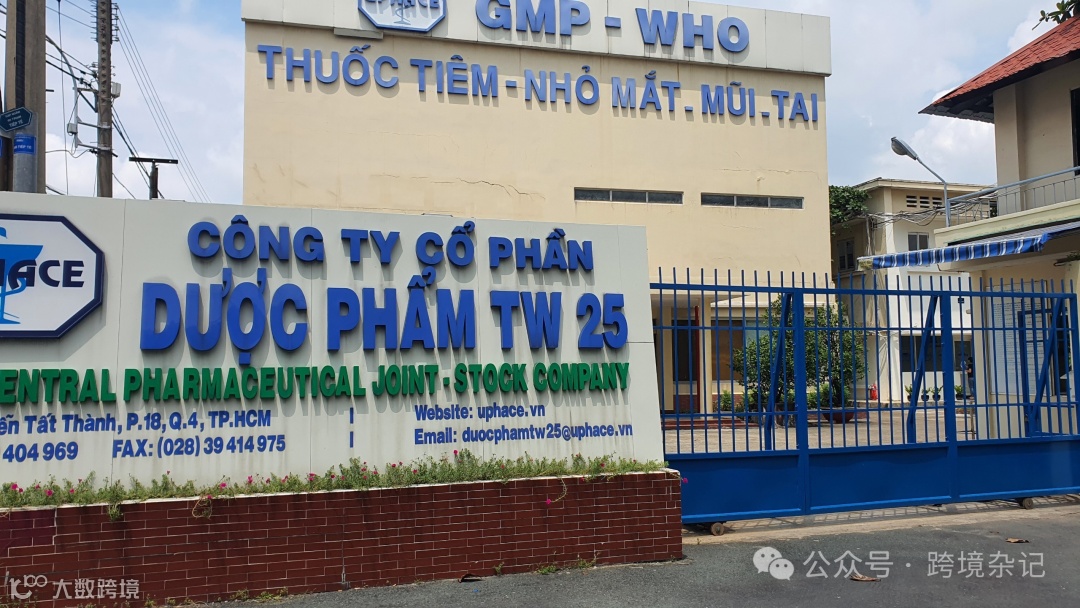 GMP - WHO
THUỐC TIÊM - NHỎ MẮT. MŨI. TAI
CÔNG TY CỔ PHẦN
DƯỢC PHẨM TW 25
ENTRAL PHARMACEUTICAL JOINT - STOCK COMPANY
ễn Tất Thành, P.18, Q.4, TP.HCM
404 969 FAX: (028) 39 414 975
Website: uphace.vn
Email: duocphamtw25@uphace.vn
大数跨境
公众号 · 跨境杂记